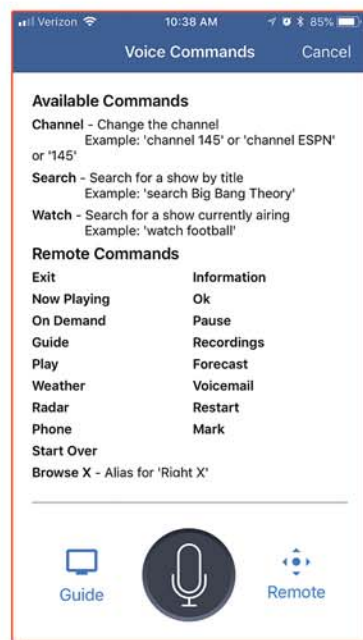 Verizon 10:38 AM 85%
Voice Commands Cancel
Available Commands
Channel - Change the channel
Example: 'channel 145' or 'channel ESPN'
or '145'
Search - Search for a show by title
Example: 'search Big Bang Theory'
Watch - Search for a show currently airing
Example: 'watch football'
Remote Commands
Exit Information
Now Playing Ok
On Demand Pause
Guide Recordings
Play Forecast
Weather Voicemail
Radar Restart
Phone Mark
Start Over
Browse X - Alias for 'Right X'
Guide Remote